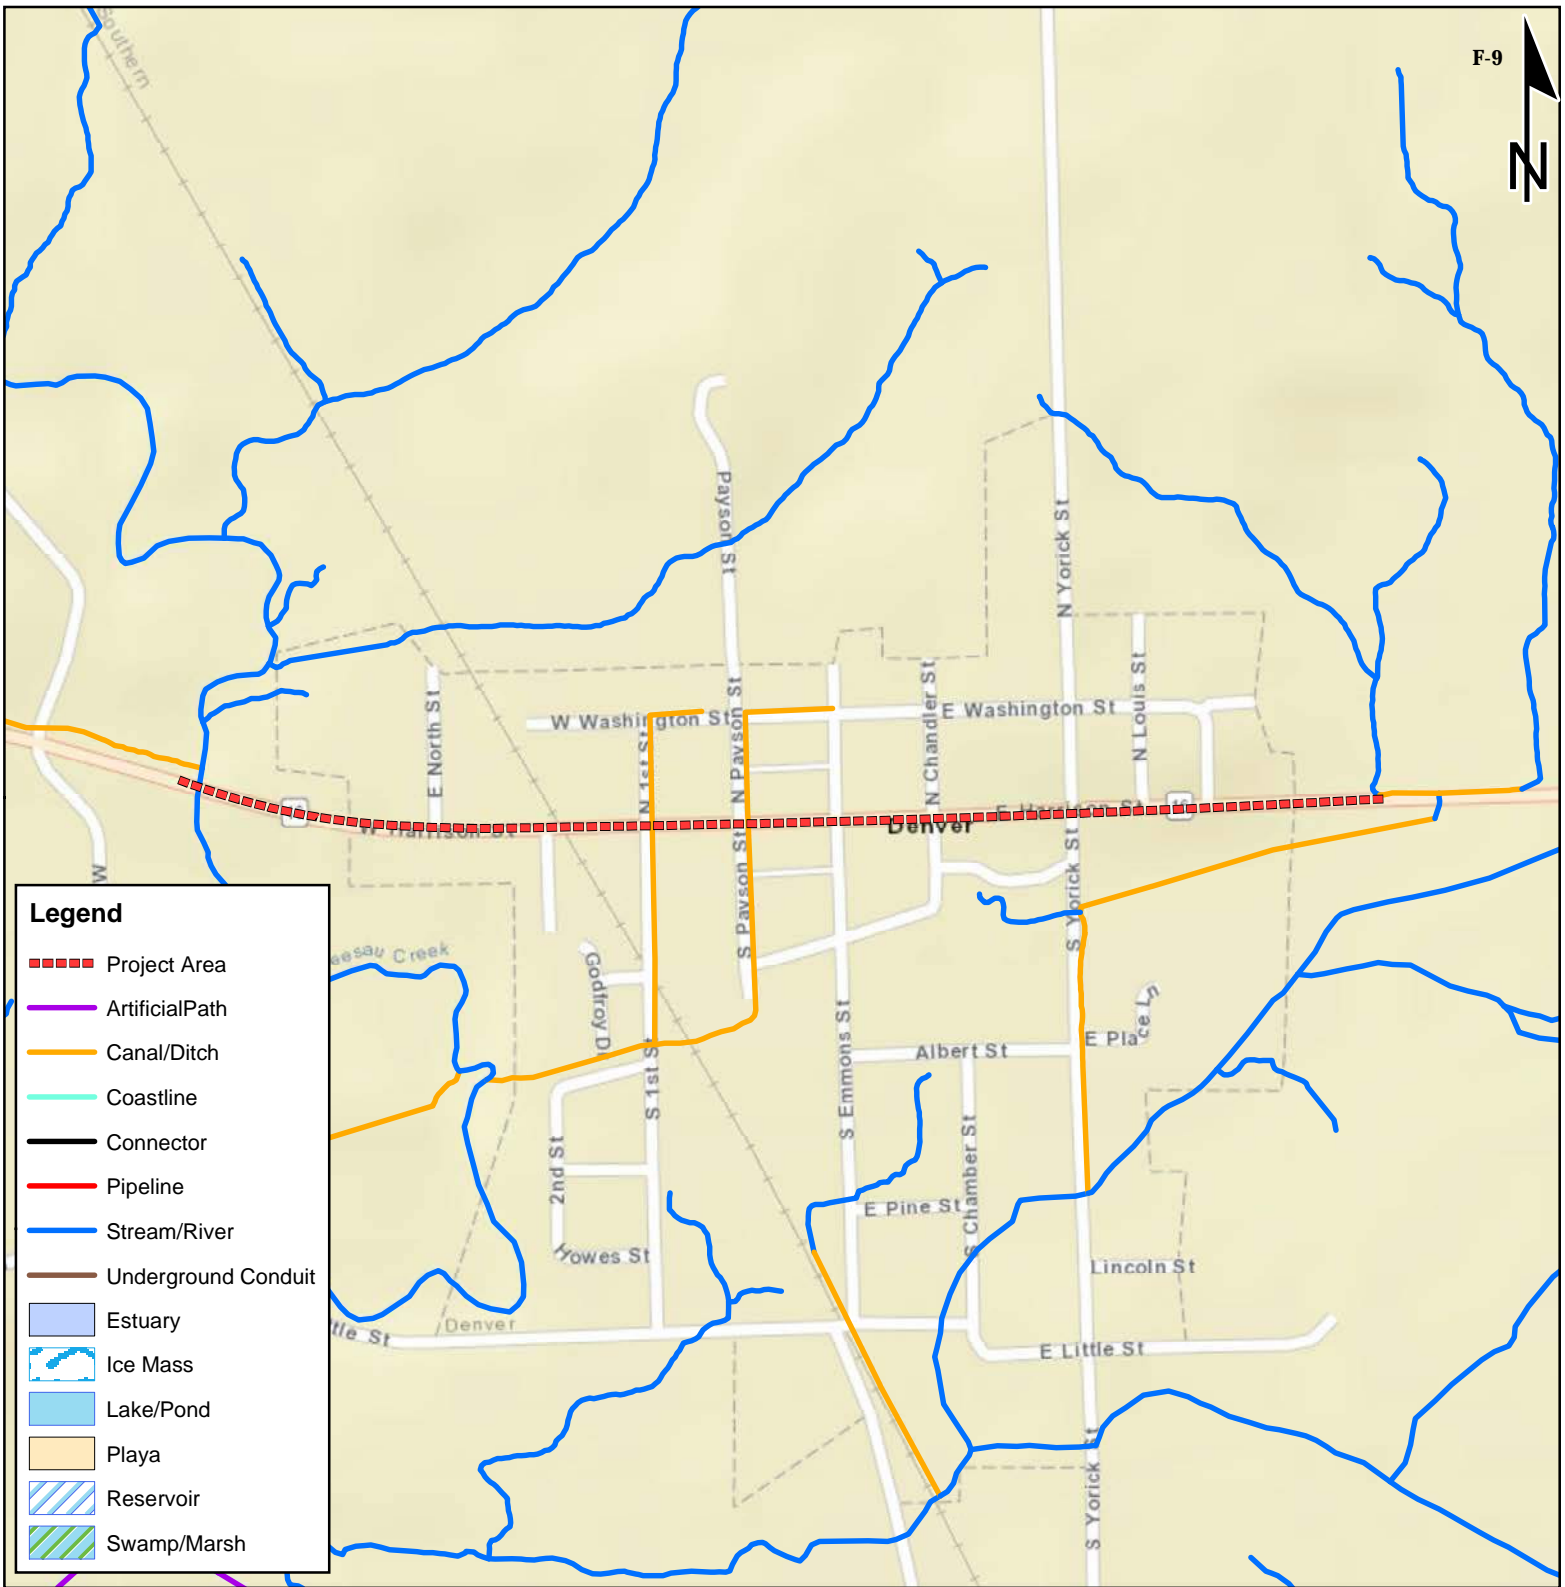 Southern
F-9
N
Payson St
N Yorick St
E North St
W Washington St
N 1st St
N Payson St
N Chandler St
E Washington St
N Louis St
W Harrison St
E Harrison St
Denver
S Payson St
S Yorick St
W
Godfroy Dr
S 1st St
S Emmons St
Albert St
E Place Ln
2nd St
S Chamber St
E Pine St
Howes St
Lincoln St
Denver
E Little St
S Yorick St
Creek
Legend
Project Area
ArtificialPath
Canal/Ditch
Coastline
Connector
Pipeline
Stream/River
Underground Conduit
Estuary
Ice Mass
Lake/Pond
Playa
Reservoir
Swamp/Marsh